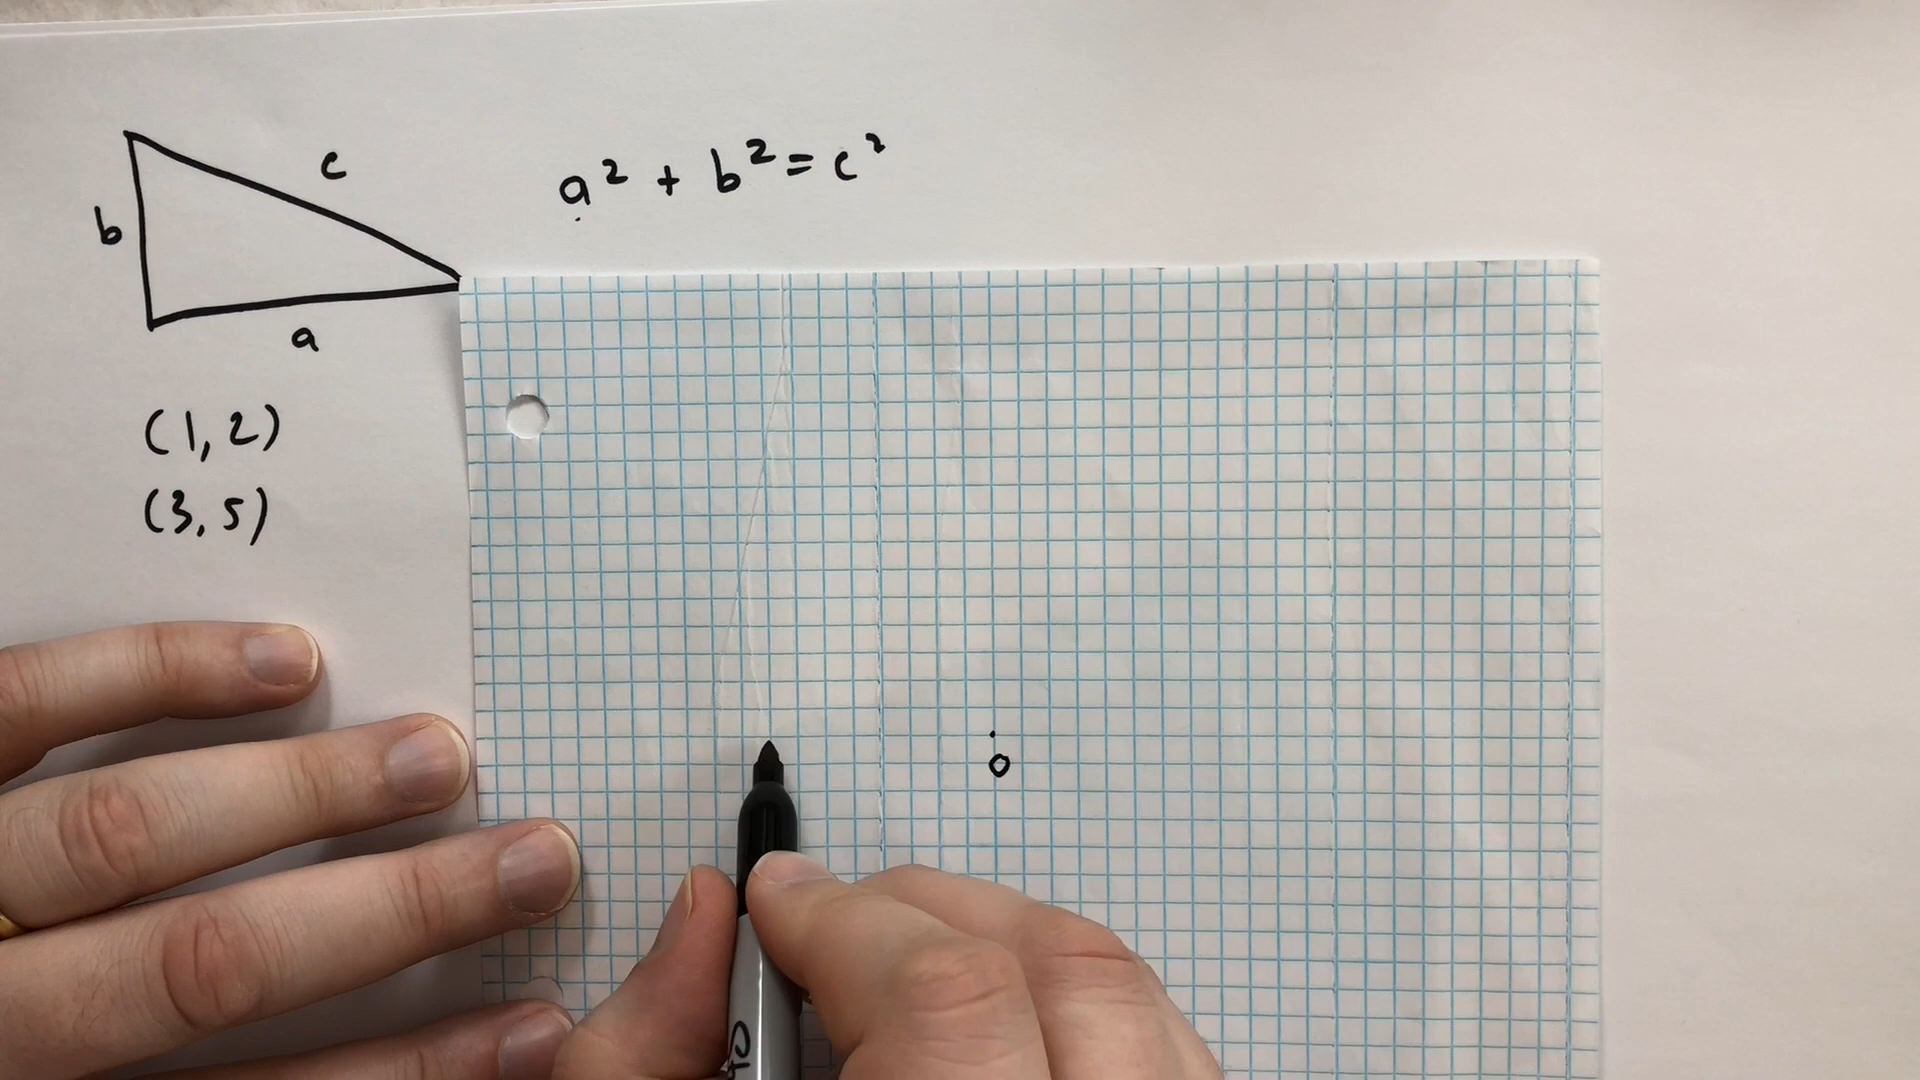 c
a² + b² = c²
b
a
(1,2)
(3,5)
0